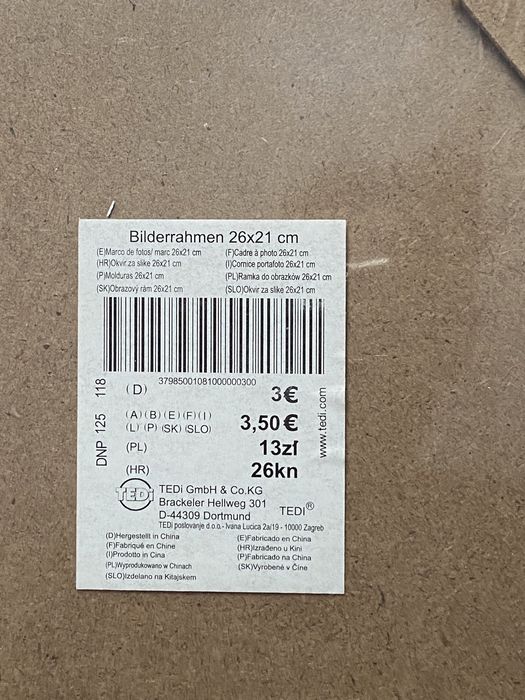 Bilderrahmen 26x21 cm
(E)Marco de fotos/ marc 26x21 cm (F)Cadre à photo 26x21 cm
(HR)Okvir za slike 26x21 cm (I)Cornice portafoto 26x21 cm
(P)Molduras 26x21 cm (PL)Ramka do obrazków 26x21 cm
(SK)Obrazový rám 26x21 cm (SLO)Okvir za slike 26x21 cm
37985001081000000300
DNP 125 118
(D) 3€
(A) (B) (E) (F) (I)
(L) (P) (SK) (SLO) 3,50€
(PL) 13zł
(HR) 26kn
www.tedi.com
TEDi TEDi GmbH & Co.KG
Brackeler Hellweg 301
D-44309 Dortmund TEDI®
TEDi poslovanje d.o.o.- Ivana Lucica 2a/19 - 10000 Zagreb
(D)Hergestellt in China (E)Fabricado en China
(F)Fabriqué en Chine (HR)Izrađeno u Kini
(I)Prodotto in Cina (P)Fabricado na China
(PL)Wyprodukowano w Chinach (SK)Vyrobené v Číne
(SLO)Izdelano na Kitajskem